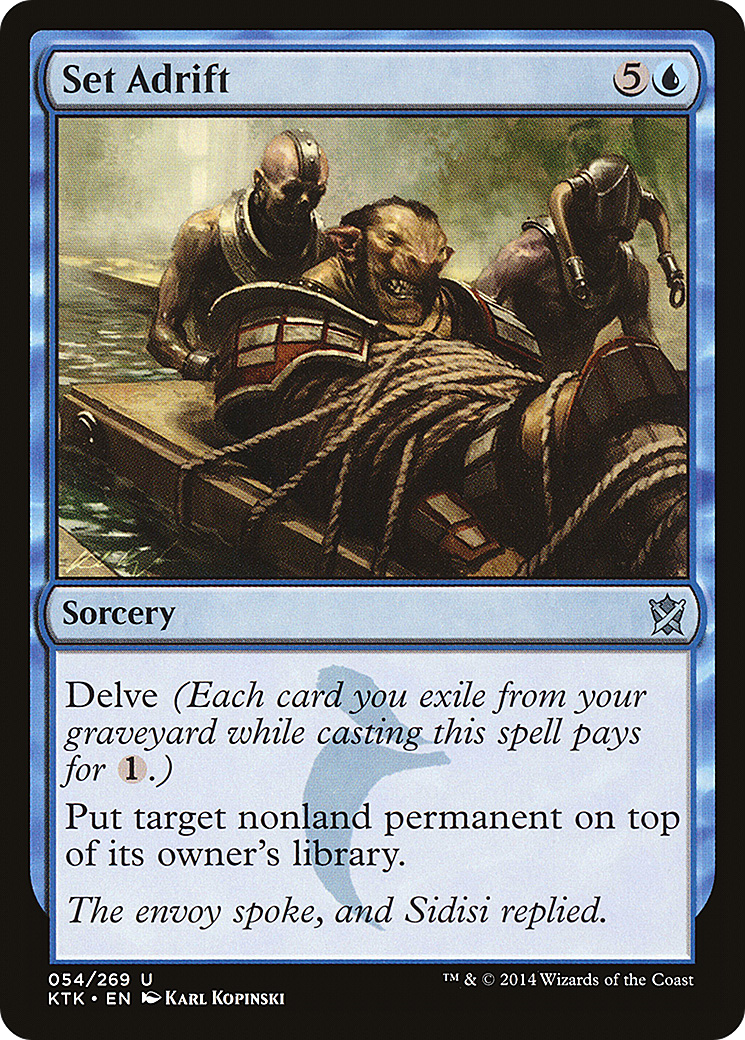 Set Adrift 5
Sorcery
Delve (Each card you exile from your
graveyard while casting this spell pays
for 1.)
Put target nonland permanent on top
of its owner's library.
The envoy spoke, and Sidisi replied.
054/269 U
™ & © 2014 Wizards of the Coast
KTK • EN Karl Kopinski